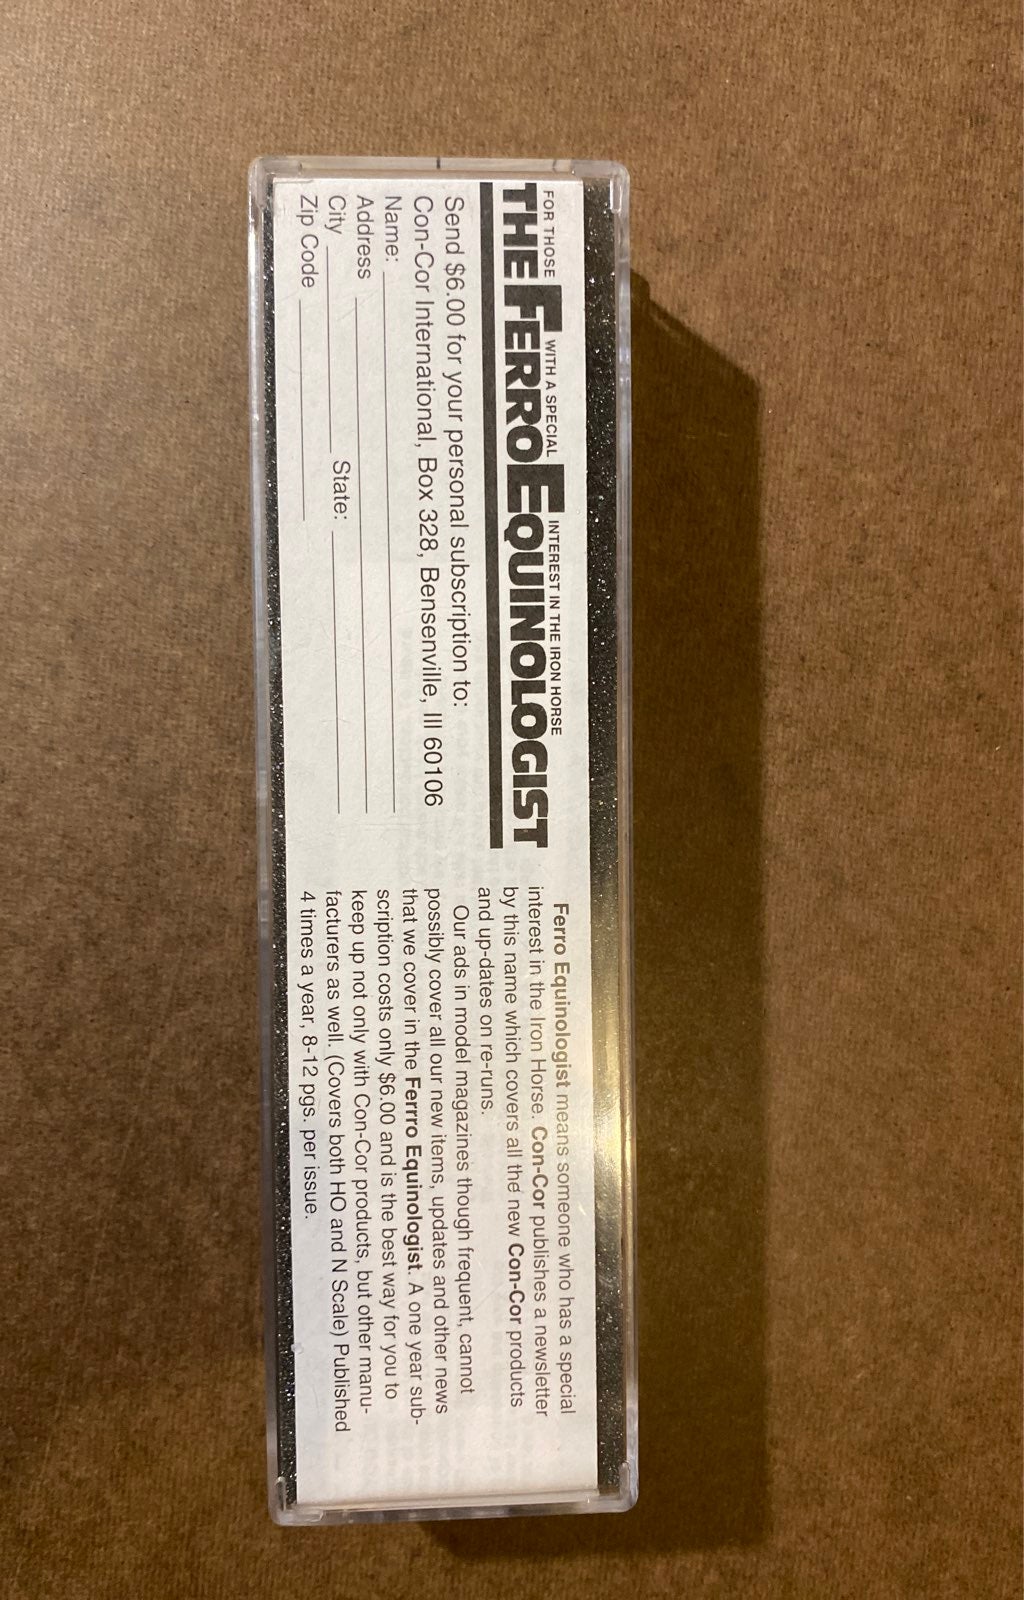 FOR THOSE WITH A SPECIAL INTEREST IN THE IRON HORSE
THE FERRO EQUINOLOGIST
Send $6.00 for your personal subscription to:
Con-Cor International, Box 328, Bensenville, Ill 60106
Name:
Address
City State:
Zip Code
Ferro Equinologist means someone who has a special
interest in the Iron Horse. Con-Cor publishes a newsletter
by this name which covers all the new Con-Cor products
and up-dates on re-runs.
Our ads in model magazines though frequent, cannot
possibly cover all our new items, updates and other news
that we cover in the Ferrro Equinologist. A one year sub-
scription costs only $6.00 and is the best way for you to
keep up not only with Con-Cor products, but other manu-
facturers as well. (Covers both HO and N Scale) Published
4 times a year, 8-12 pgs. per issue.